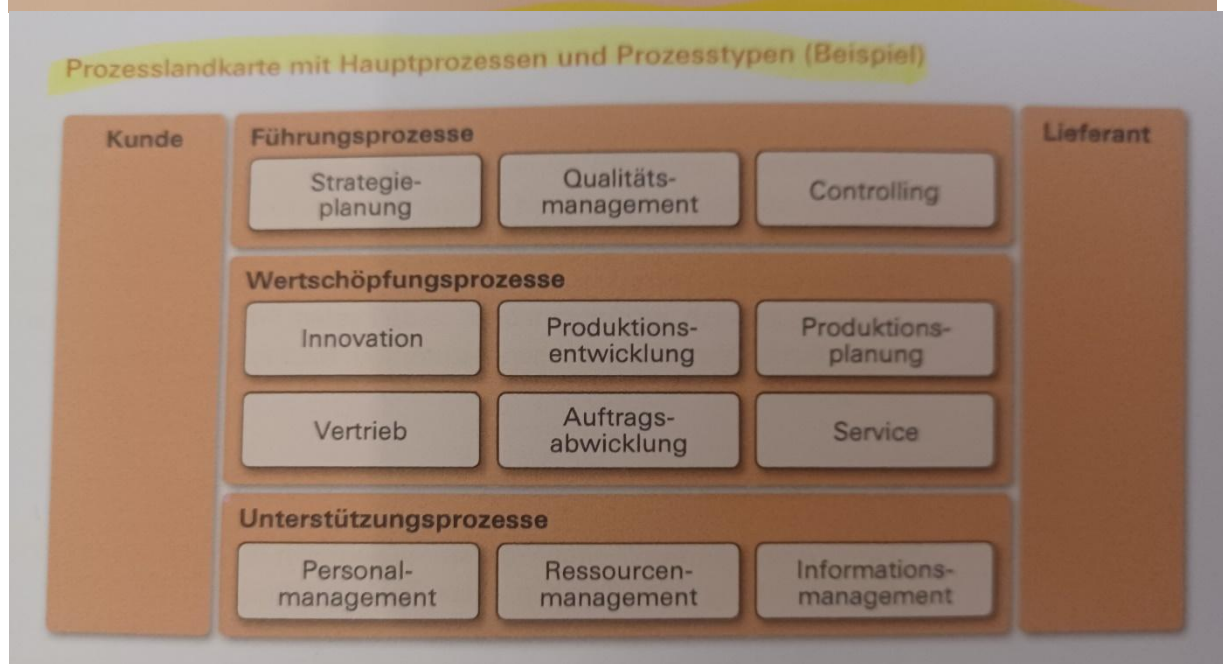 Prozesslandkarte mit Hauptprozessen und Prozesstypen (Beispiel)
Kunde
Führungsprozesse
Strategie-
planung
Qualitäts-
management
Controlling
Wertschöpfungsprozesse
Innovation
Produktions-
entwicklung
Produktions-
planung
Vertrieb
Auftrags-
abwicklung
Service
Unterstützungsprozesse
Personal-
management
Ressourcen-
management
Informations-
management
Lieferant